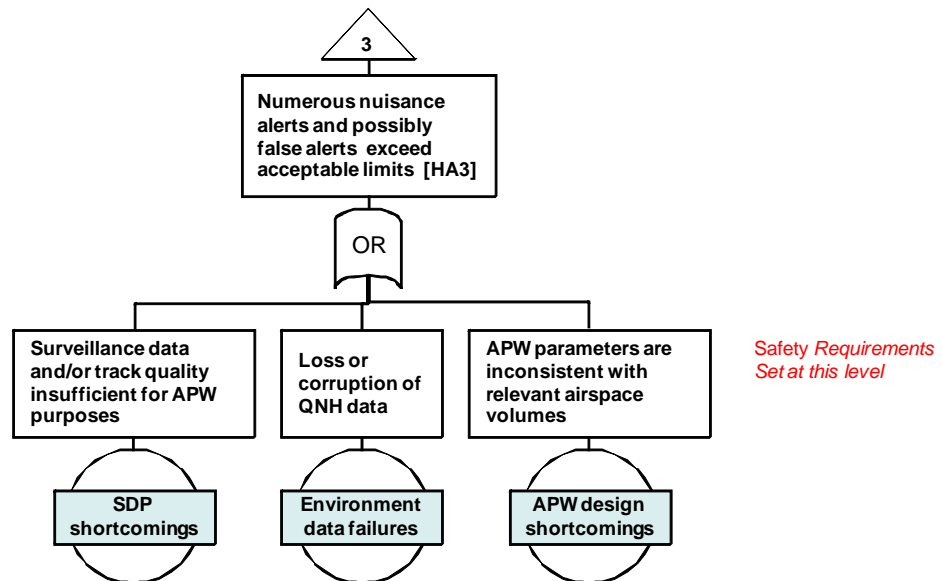 3
Numerous nuisance
alerts and possibly
false alerts exceed
acceptable limits [HA3]
OR
Surveillance data
and/or track quality
insufficient for APW
purposes
Loss or
corruption of
QNH data
APW parameters are
inconsistent with
relevant airspace
volumes
Safety Requirements
Set at this level
SDP
shortcomings
Environment
data failures
APW design
shortcomings